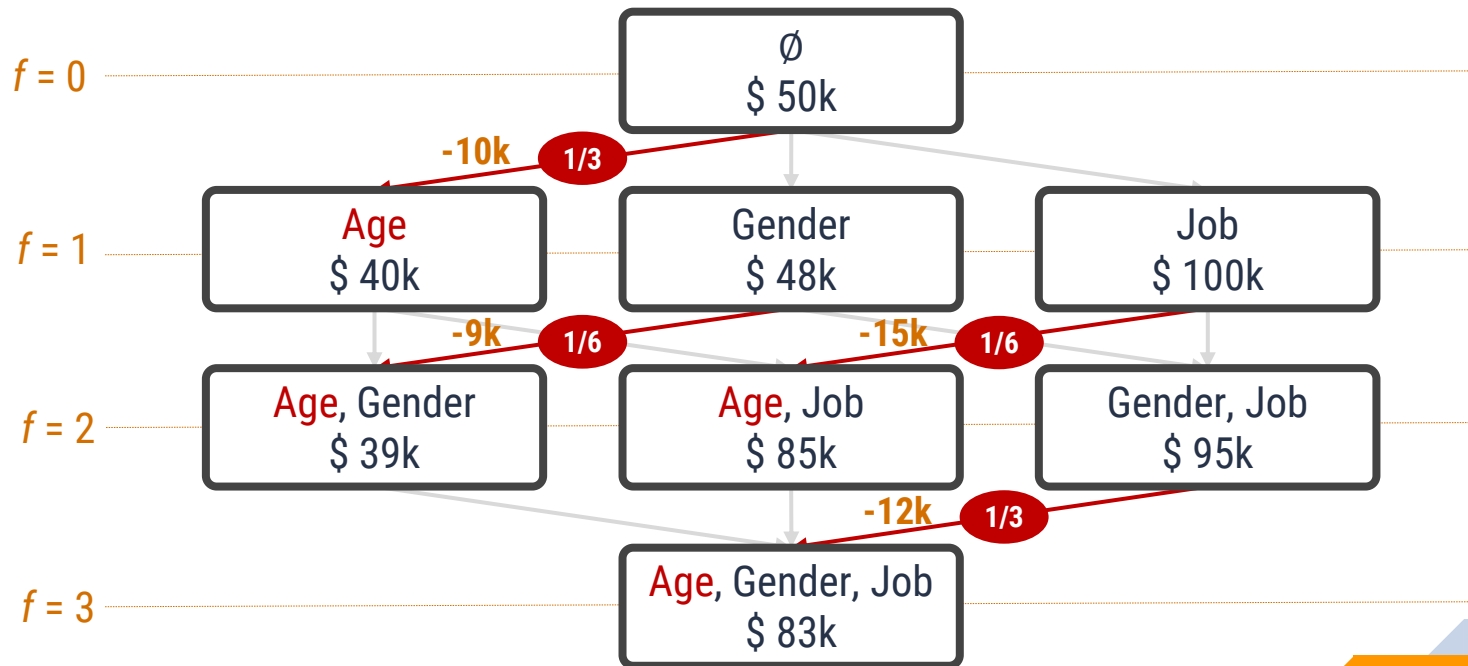 Ø
f = 0
$ 50k
-10k
1/3
Age
Gender
Job
f = 1
$ 40k
$ 48k
$ 100k
-9k
1/6
-15k
1/6
Age, Gender
Age, Job
Gender, Job
f = 2
$ 39k
$ 85k
$ 95k
-12k
1/3
Age, Gender, Job
f = 3
$ 83k